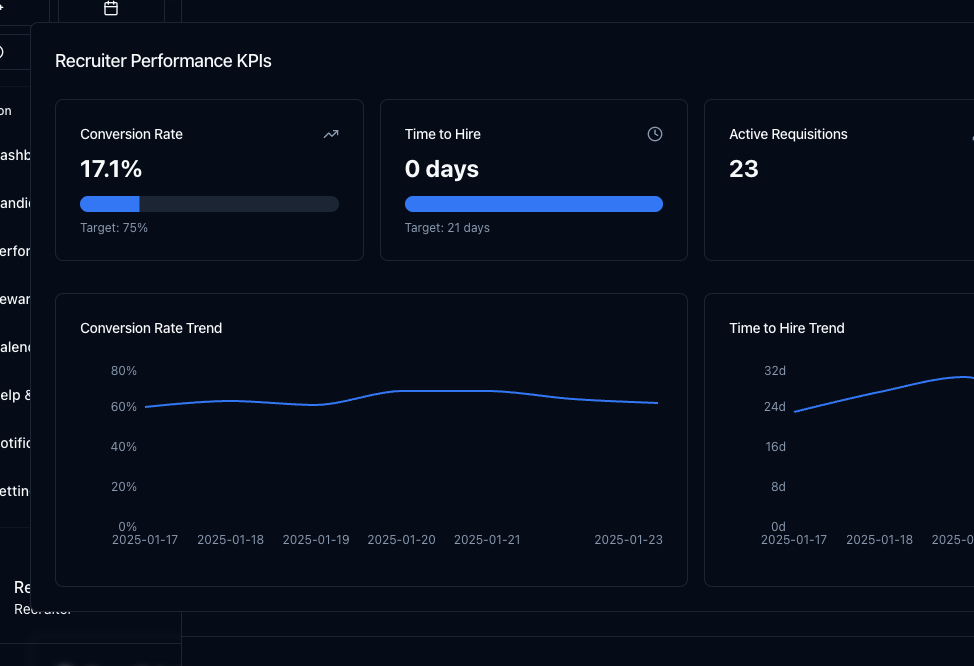 Recruiter Performance KPIs
on
ashb
andi
erfor
ewar
alen
elp &
otific
ettin
Re
Recruiter
Conversion Rate
17.1%
Target: 75%
Time to Hire
0 days
Target: 21 days
Active Requisitions
23
Conversion Rate Trend
80%
60%
40%
20%
0%
2025-01-17 2025-01-18 2025-01-19 2025-01-20 2025-01-21 2025-01-23
Time to Hire Trend
32d
24d
16d
8d
0d
2025-01-17 2025-01-18 2025-0